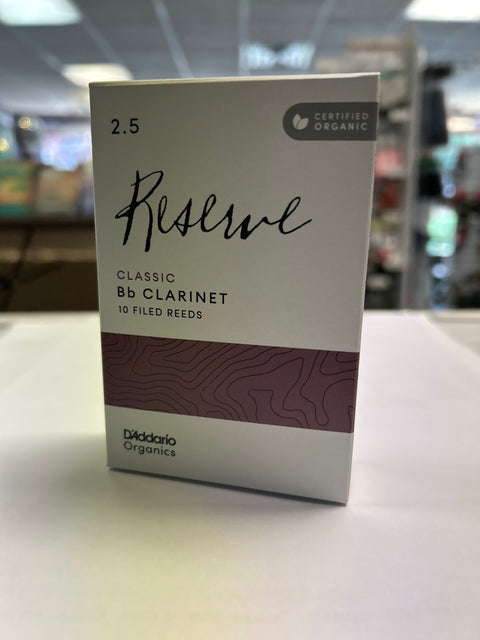 2.5
CERTIFIED
ORGANIC
Reserve
CLASSIC
Bb CLARINET
10 FILED REEDS
D'Addario
Organics